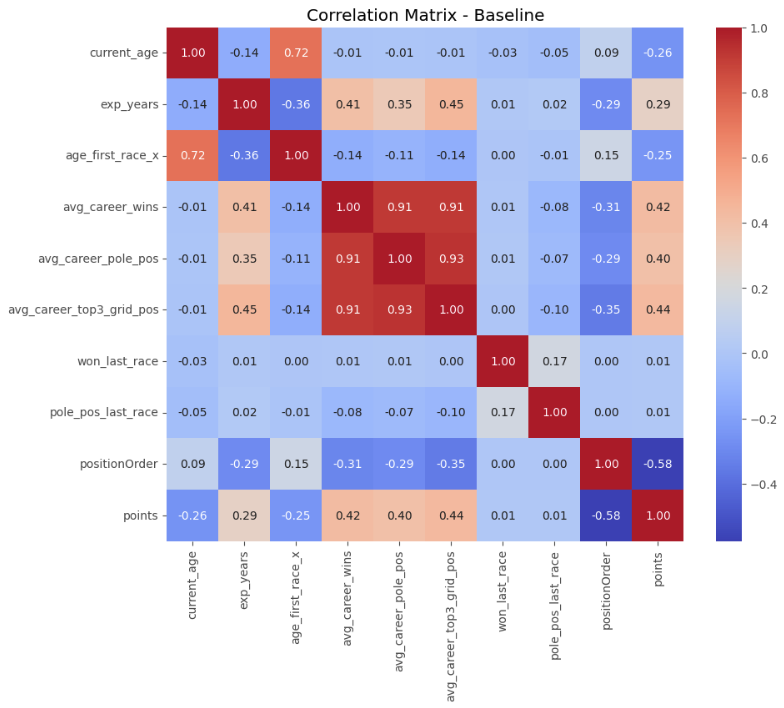 Correlation Matrix - Baseline
current_age 1.00 -0.14 0.72 -0.01 -0.01 -0.01 -0.03 -0.05 0.09 -0.26
exp_years -0.14 1.00 -0.36 0.41 0.35 0.45 0.01 0.02 -0.29 0.29
age_first_race_x 0.72 -0.36 1.00 -0.14 -0.11 -0.14 0.00 -0.01 0.15 -0.25
avg_career_wins -0.01 0.41 -0.14 1.00 0.91 0.91 0.01 -0.08 -0.31 0.42
avg_career_pole_pos -0.01 0.35 -0.11 0.91 1.00 0.93 0.01 -0.07 -0.29 0.40
avg_career_top3_grid_pos -0.01 0.45 -0.14 0.91 0.93 1.00 0.00 -0.10 -0.35 0.44
won_last_race -0.03 0.01 0.00 0.01 0.01 0.00 1.00 0.17 0.00 0.01
pole_pos_last_race -0.05 0.02 -0.01 -0.08 -0.07 -0.10 0.17 1.00 0.00 0.01
positionOrder 0.09 -0.29 0.15 -0.31 -0.29 -0.35 0.00 0.00 1.00 -0.58
points -0.26 0.29 -0.25 0.42 0.40 0.44 0.01 0.01 -0.58 1.00
current_age
exp_years
age_first_race_x
avg_career_wins
avg_career_pole_pos
avg_career_top3_grid_pos
won_last_race
pole_pos_last_race
positionOrder
points
1.0
0.8
0.6
0.4
0.2
0.0
−0.2
−0.4